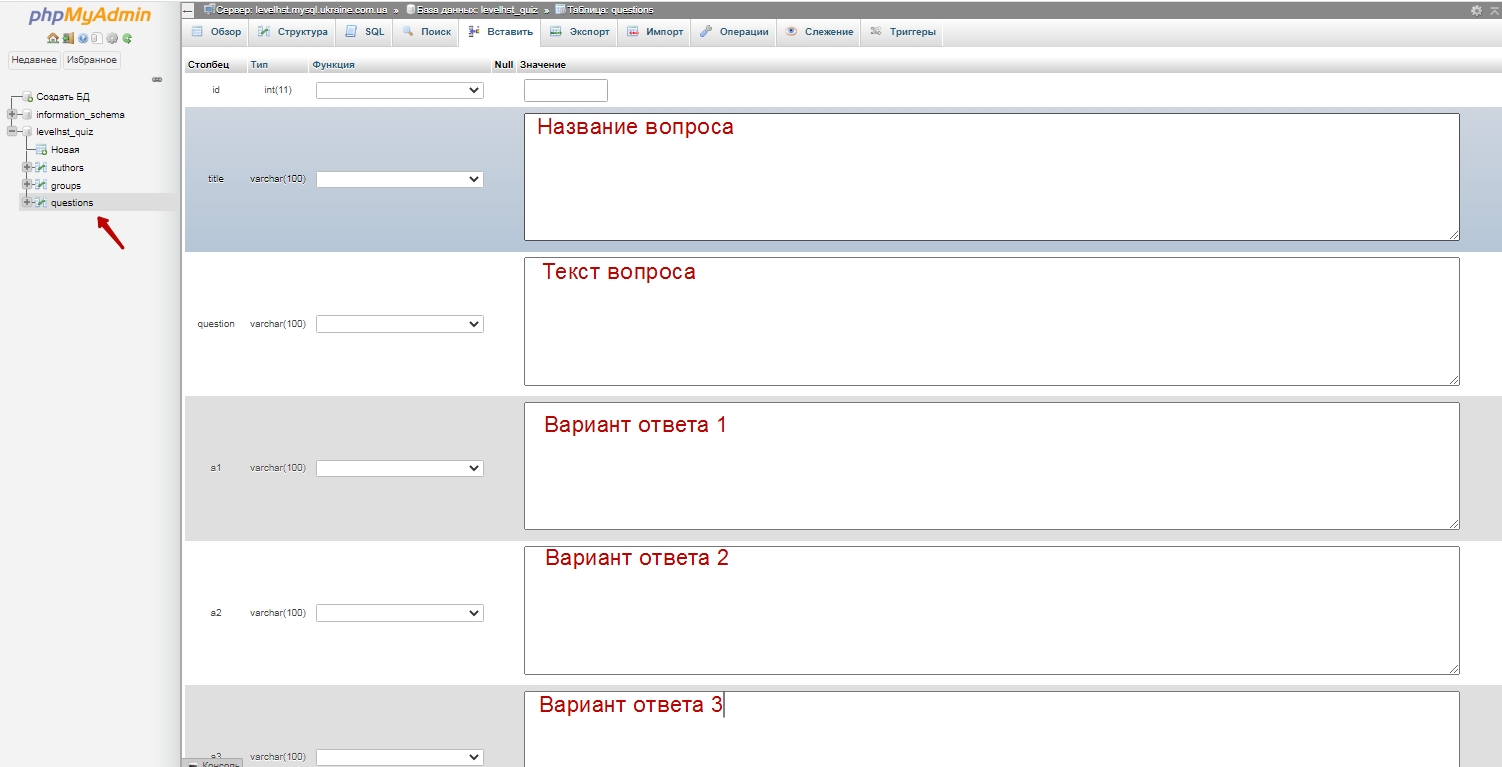 phpMyAdmin
Недавнее Избранное
Создать БД
information_schema
levelhst_quiz
Новая
authors
groups
questions
Сервер: levelhst.mysql.ukraine.com.ua » База данных: levelhst_quiz » Таблица: questions
Обзор Структура SQL Поиск Вставить Экспорт Импорт Операции Слежение Триггеры
Столбец Тип Функция Null Значение
id int(11)
title varchar(100) Название вопроса
question varchar(100) Текст вопроса
a1 varchar(100) Вариант ответа 1
a2 varchar(100) Вариант ответа 2
a3 varchar(100) Вариант ответа 3
Консоль